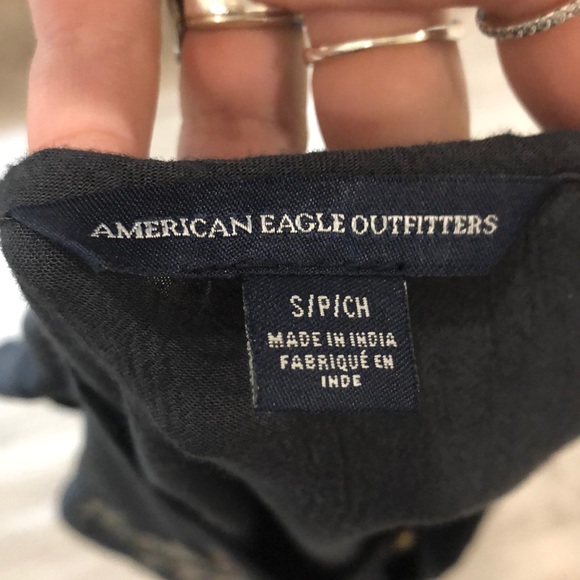 AMERICAN EAGLE OUTFITTERS
S/P/CH
MADE IN INDIA
FABRIQUÉ EN
INDE